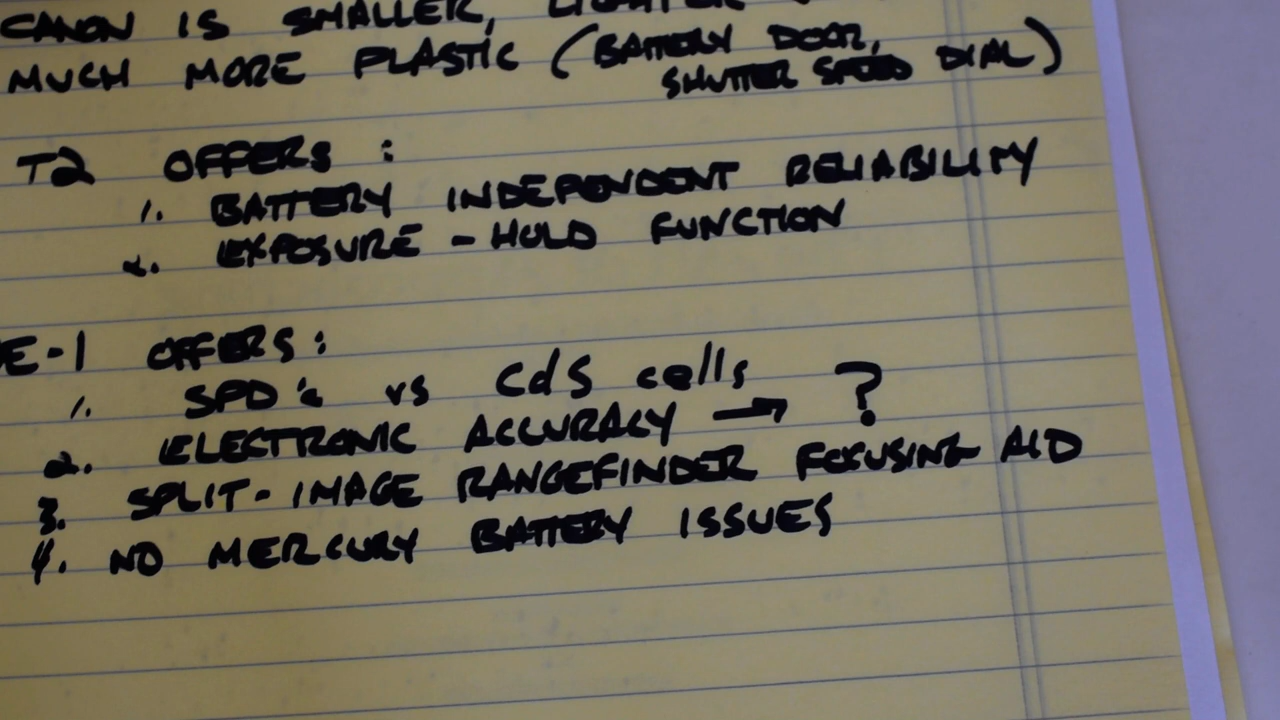 CANON IS SMALLER, LIGHTER
MUCH MORE PLASTIC (BATTERY DOOR,
SHUTTER SPEED DIAL)
T2 OFFERS:
1. BATTERY INDEPENDENT RELIABILITY
2. EXPOSURE-HOLD FUNCTION
E-1 OFFERS:
1. SPD's vs CdS cells
2. ELECTRONIC ACCURACY → ?
3. SPLIT-IMAGE RANGEFINDER FOCUSING AID
4. NO MERCURY BATTERY ISSUES